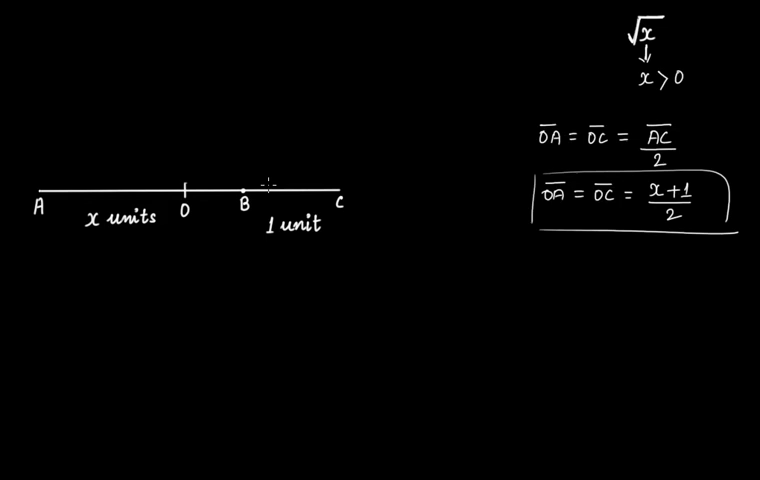 √x
↓
x > 0
OA = OC = AC/2
OA = OC = x+1/2
A x units O B 1 unit C